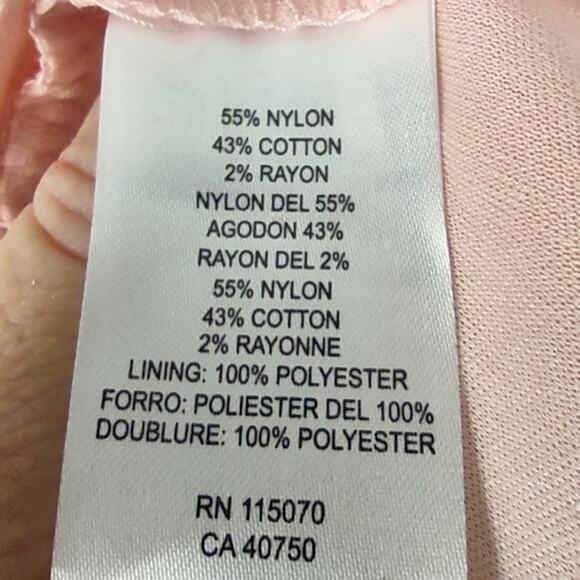 55% NYLON
43% COTTON
2% RAYON
NYLON DEL 55%
AGODON 43%
RAYON DEL 2%
55% NYLON
43% COTTON
2% RAYONNE
LINING: 100% POLYESTER
FORRO: POLIESTER DEL 100%
DOUBLURE: 100% POLYESTER
RN 115070
CA 40750